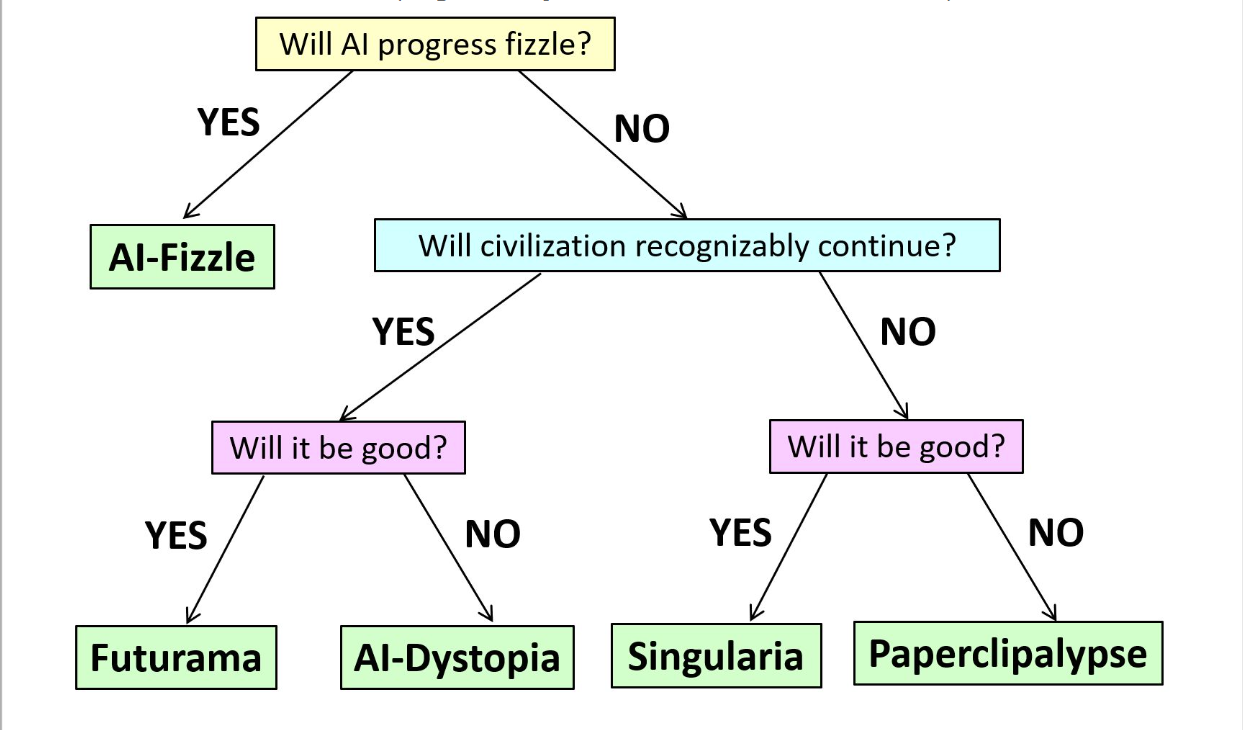 Will AI progress fizzle?
YES
NO
AI-Fizzle
Will civilization recognizably continue?
YES
NO
Will it be good?
Will it be good?
YES
NO
YES
NO
Futurama
AI-Dystopia
Singularia
Paperclipalypse